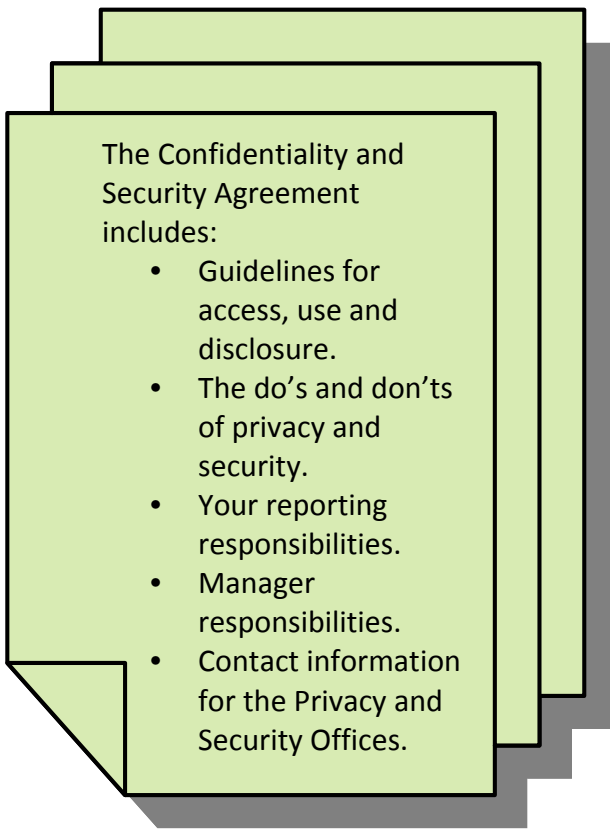 The Confidentiality and
Security Agreement
includes:
• Guidelines for
access, use and
disclosure.
• The do’s and don’ts
of privacy and
security.
• Your reporting
responsibilities.
• Manager
responsibilities.
• Contact information
for the Privacy and
Security Offices.